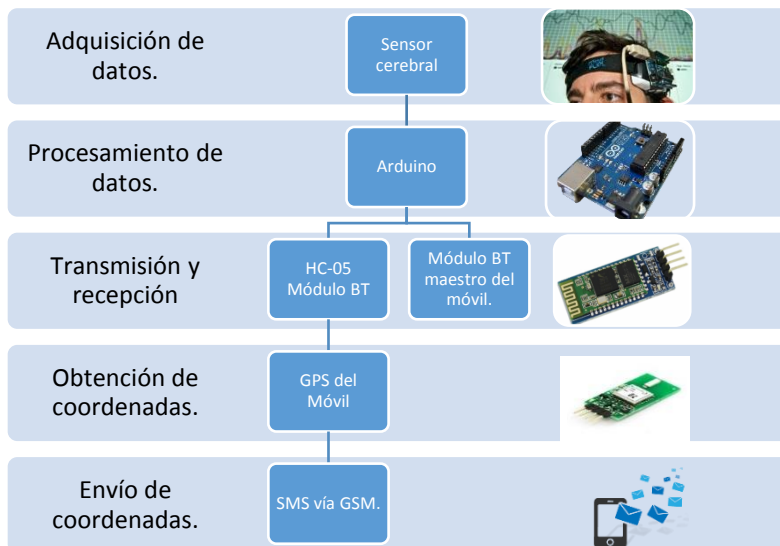 Adquisición de
datos.
Sensor
cerebral
Procesamiento de
datos.
Arduino
Transmisión y
recepción
HC-05
Módulo BT
Módulo BT
maestro del
móvil.
Obtención de
coordenadas.
GPS del
Móvil
Envío de
coordenadas.
SMS vía GSM.